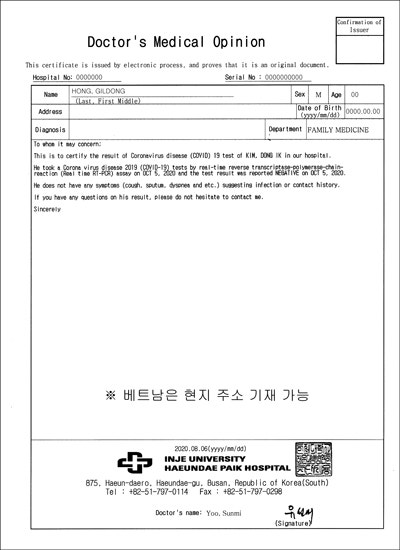 Confirmation of
Issuer
Doctor's Medical Opinion
This certificate is issued by electronic process, and proves that it is an original document.
Hospital No: 0000000 Serial No : 0000000000
Name HONG, GILDONG Sex M Age 00
(Last, First Middle)
Address Date of Birth 0000.00.00
(yyyy/mm/dd)
Diagnosis Department FAMILY MEDICINE
To whom it may concern;
This is to certify the result of Coronavirus disease (COVID) 19 test of KIM, DONG IK in our hospital.
He took a Corona virus disease 2019 (COVID-19) tests by real-time reverse transcriptase-polymerase-chain-
reaction (Real time RT-PCR) assay on OCT 5, 2020 and the test result was reported NEGATIVE on OCT 5, 2020.
He does not have any symptoms (cough, sputum, dyspnea and etc.) suggesting infection or contact history.
If you have any questions on his result, please do not hesitate to contact me.
Sincerely
※ 베트남은 현지 주소 기재 가능
2020.08.06(yyyy/mm/dd)
INJE UNIVERSITY
HAEUNDAE PAIK HOSPITAL
875, Haeun-daero, Haeundae-gu, Busan, Republic of Korea(South)
Tel : +82-51-797-0114 Fax : +82-51-797-0298
Doctor's name: Yoo, Sunmi
(Signature)